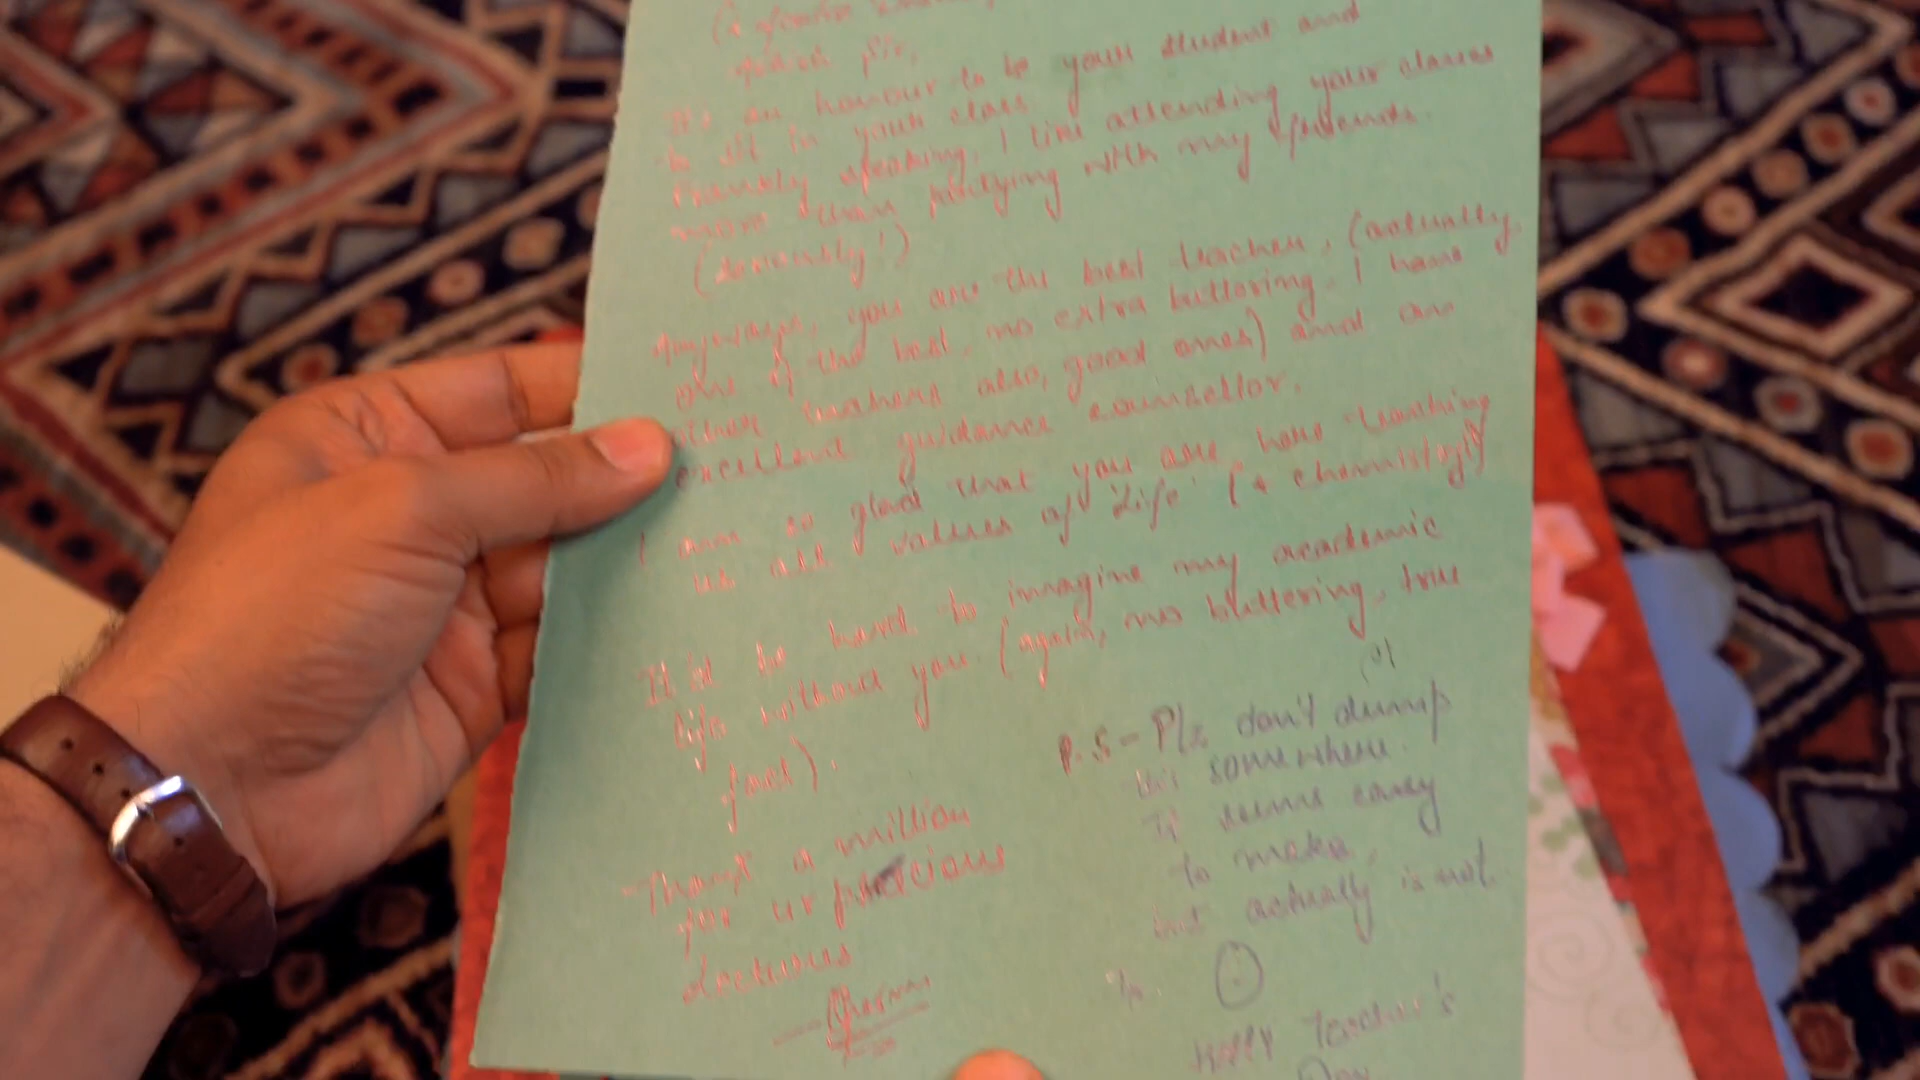 It's an honour to be your student and
to sit in your class
Frankly speaking, I like attending your classes
more than partying with my friends.
(seriously!)
Anyways, you are the best teacher, (actually,
one of the best, no extra buttering, I have
other teachers also, good ones) and an
excellent guidance counsellor.
I am so glad that you are here teaching
us all values of 'Life' (& chemistry!)
It'd be hard to imagine my academic
life without you. (again, no buttering, true
fact).
Thanx a million
for ur precious
lectures
P.S - Plz don't dump
this somewhere.
It seems easy
to make,
but actually is not.
Teacher's
Day